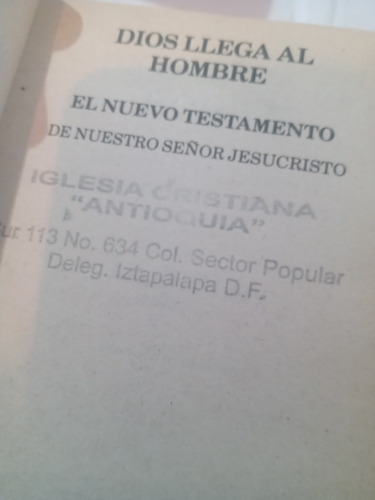 DIOS LLEGA AL
HOMBRE
EL NUEVO TESTAMENTO
DE NUESTRO SEÑOR JESUCRISTO
IGLESIA CRISTIANA
"ANTIOQUIA"
Sur 113 No. 634 Col. Sector Popular
Deleg. Iztapalapa D.F.